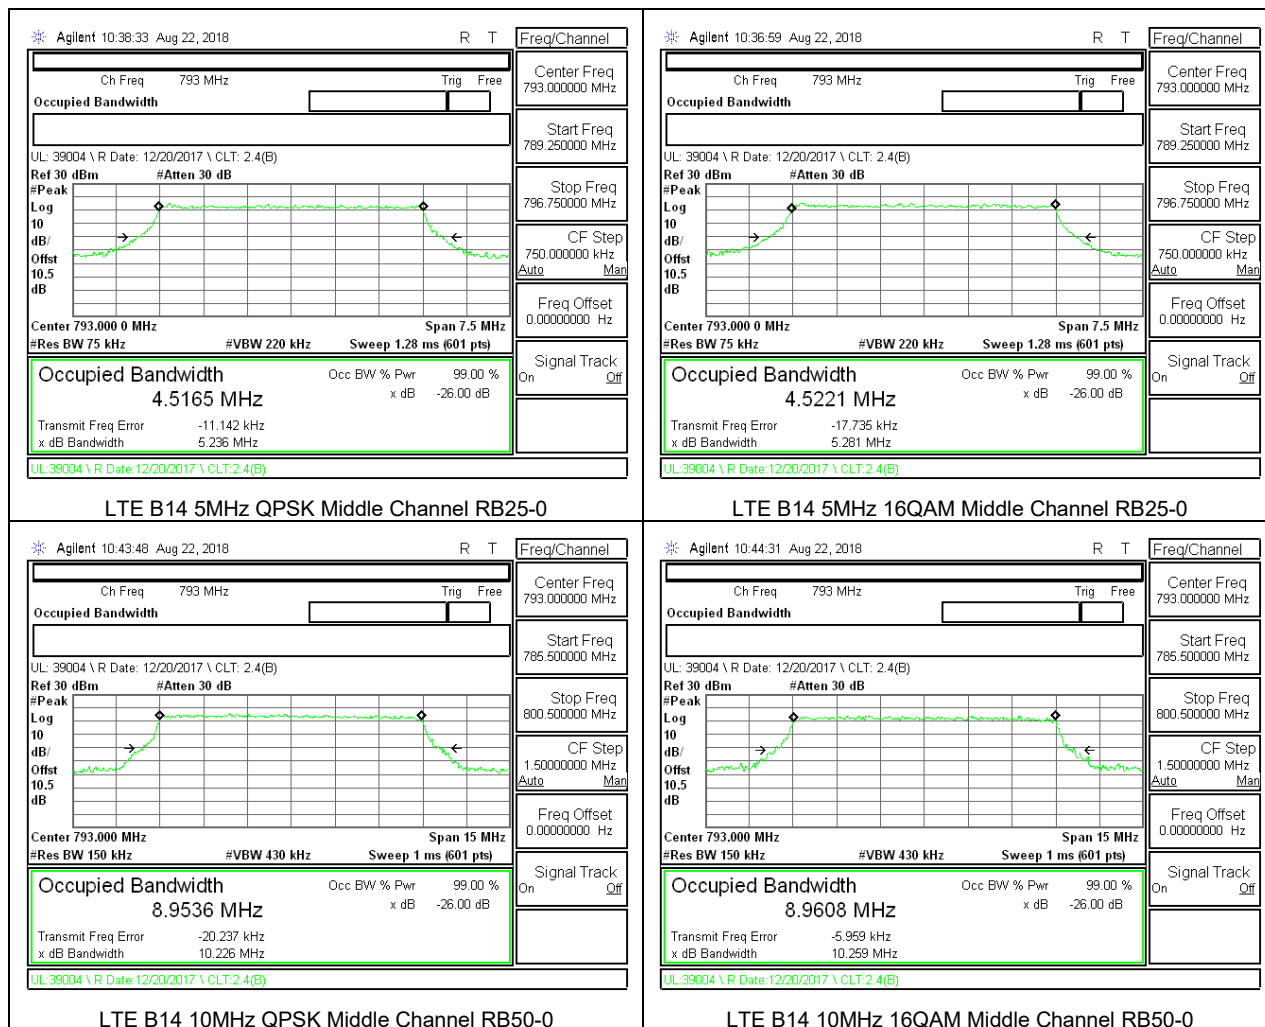 Agilent 10:38:33 Aug 22, 2018 R T Freq/Channel
Ch Freq 793 MHz Trig Free
Occupied Bandwidth
Center Freq
793.000000 MHz
Start Freq
789.250000 MHz
UL: 39004 \ R Date: 12/20/2017 \ CLT: 2.4(B)
Ref 30 dBm #Atten 30 dB
#Peak
Log
10
dB/
Offst
10.5
dB
Stop Freq
796.750000 MHz
CF Step
750.000000 kHz
Auto Man
Freq Offset
0.00000000 Hz
Center 793.000 0 MHz Span 7.5 MHz
#Res BW 75 kHz #VBW 220 kHz Sweep 1.28 ms (601 pts)
Signal Track
On Off
Occupied Bandwidth Occ BW % Pwr 99.00 %
4.5165 MHz x dB -26.00 dB
Transmit Freq Error -11.142 kHz
x dB Bandwidth 5.236 MHz
UL:39004 \ R Date:12/20/2017 \ CLT:2.4(B)
LTE B14 5MHz QPSK Middle Channel RB25-0
Agilent 10:36:59 Aug 22, 2018 R T Freq/Channel
Ch Freq 793 MHz Trig Free
Occupied Bandwidth
Center Freq
793.000000 MHz
Start Freq
789.250000 MHz
UL: 39004 \ R Date: 12/20/2017 \ CLT: 2.4(B)
Ref 30 dBm #Atten 30 dB
#Peak
Log
10
dB/
Offst
10.5
dB
Stop Freq
796.750000 MHz
CF Step
750.000000 kHz
Auto Man
Freq Offset
0.00000000 Hz
Center 793.000 0 MHz Span 7.5 MHz
#Res BW 75 kHz #VBW 220 kHz Sweep 1.28 ms (601 pts)
Signal Track
On Off
Occupied Bandwidth Occ BW % Pwr 99.00 %
4.5221 MHz x dB -26.00 dB
Transmit Freq Error -17.735 kHz
x dB Bandwidth 5.281 MHz
UL:39004 \ R Date:12/20/2017 \ CLT:2.4(B)
LTE B14 5MHz 16QAM Middle Channel RB25-0
Agilent 10:43:48 Aug 22, 2018 R T Freq/Channel
Ch Freq 793 MHz Trig Free
Occupied Bandwidth
Center Freq
793.000000 MHz
Start Freq
785.500000 MHz
UL: 39004 \ R Date: 12/20/2017 \ CLT: 2.4(B)
Ref 30 dBm #Atten 30 dB
#Peak
Log
10
dB/
Offst
10.5
dB
Stop Freq
800.500000 MHz
CF Step
1.50000000 MHz
Auto Man
Freq Offset
0.00000000 Hz
Center 793.000 MHz Span 15 MHz
#Res BW 150 kHz #VBW 430 kHz Sweep 1 ms (601 pts)
Signal Track
On Off
Occupied Bandwidth Occ BW % Pwr 99.00 %
8.9536 MHz x dB -26.00 dB
Transmit Freq Error -20.237 kHz
x dB Bandwidth 10.226 MHz
UL:39004 \ R Date:12/20/2017 \ CLT:2.4(B)
LTE B14 10MHz QPSK Middle Channel RB50-0
Agilent 10:44:31 Aug 22, 2018 R T Freq/Channel
Ch Freq 793 MHz Trig Free
Occupied Bandwidth
Center Freq
793.000000 MHz
Start Freq
785.500000 MHz
UL: 39004 \ R Date: 12/20/2017 \ CLT: 2.4(B)
Ref 30 dBm #Atten 30 dB
#Peak
Log
10
dB/
Offst
10.5
dB
Stop Freq
800.500000 MHz
CF Step
1.50000000 MHz
Auto Man
Freq Offset
0.00000000 Hz
Center 793.000 MHz Span 15 MHz
#Res BW 150 kHz #VBW 430 kHz Sweep 1 ms (601 pts)
Signal Track
On Off
Occupied Bandwidth Occ BW % Pwr 99.00 %
8.9608 MHz x dB -26.00 dB
Transmit Freq Error -5.959 kHz
x dB Bandwidth 10.259 MHz
UL:39004 \ R Date:12/20/2017 \ CLT:2.4(B)
LTE B14 10MHz 16QAM Middle Channel RB50-0